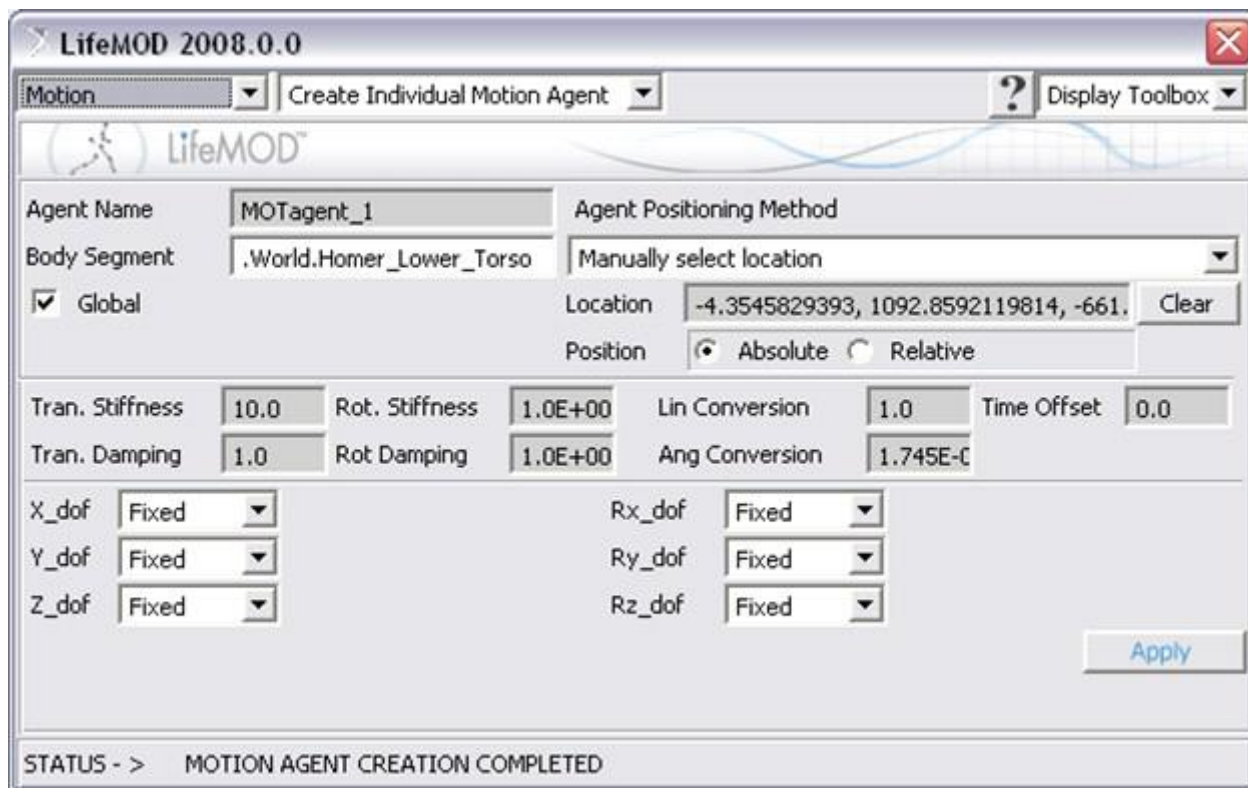 LifeMOD 2008.0.0
Motion Create Individual Motion Agent ? Display Toolbox
LifeMOD™
Agent Name MOTagent_1 Agent Positioning Method
Body Segment .World.Homer_Lower_Torso Manually select location
Global Location -4.3545829393, 1092.8592119814, -661. Clear
Position Absolute Relative
Tran. Stiffness 10.0 Rot. Stiffness 1.0E+00 Lin Conversion 1.0 Time Offset 0.0
Tran. Damping 1.0 Rot Damping 1.0E+00 Ang Conversion 1.745E-0
X_dof Fixed Rx_dof Fixed
Y_dof Fixed Ry_dof Fixed
Z_dof Fixed Rz_dof Fixed
Apply
STATUS - > MOTION AGENT CREATION COMPLETED